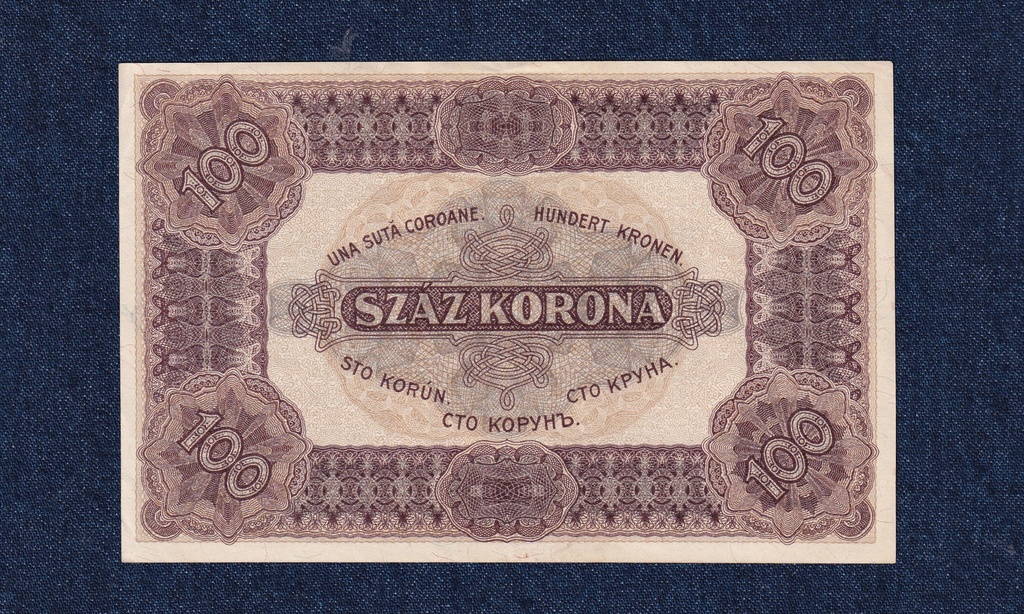 100
100
UNA SUTĂ COROANE. HUNDERT KRONEN.
SZÁZ KORONA
STO KORÚN. СТО КРУНА.
СТО КОРУНЪ.
100
100